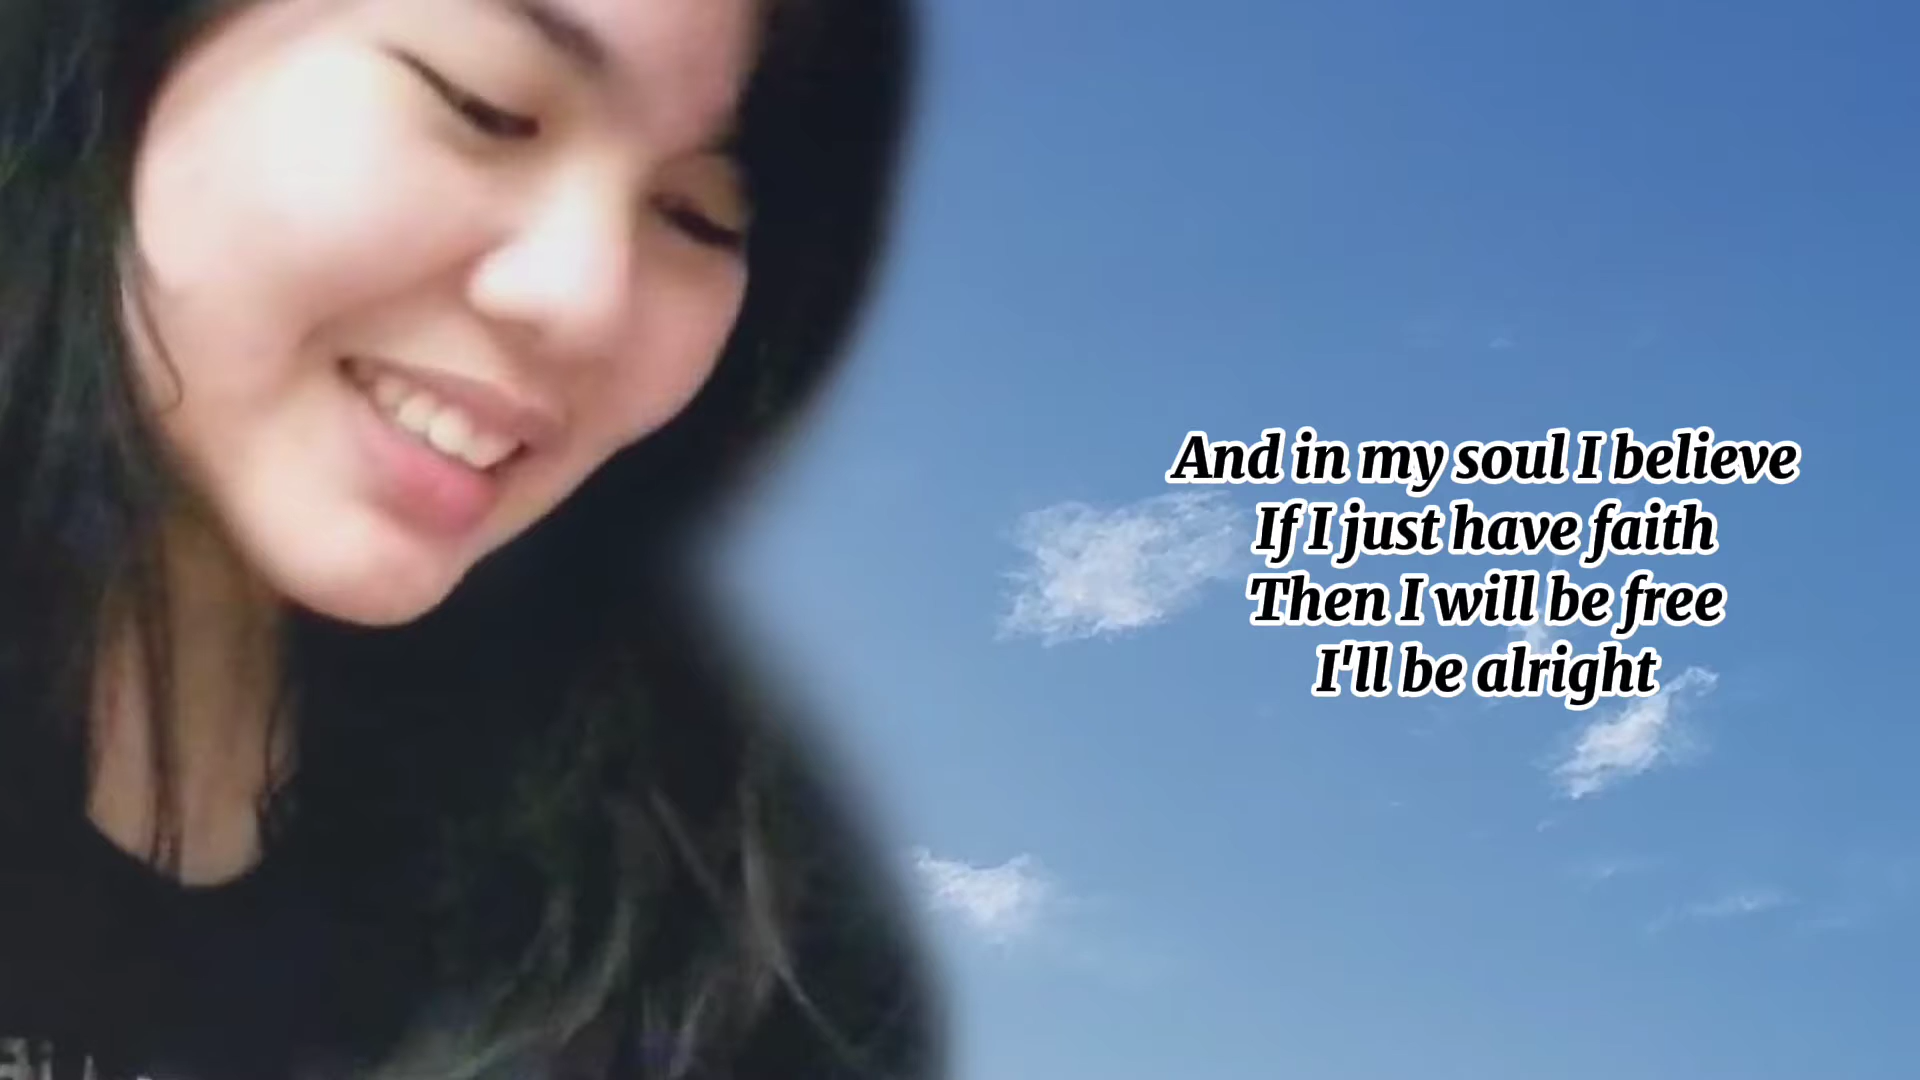 And in my soul I believe
If I just have faith
Then I will be free
I'll be alright